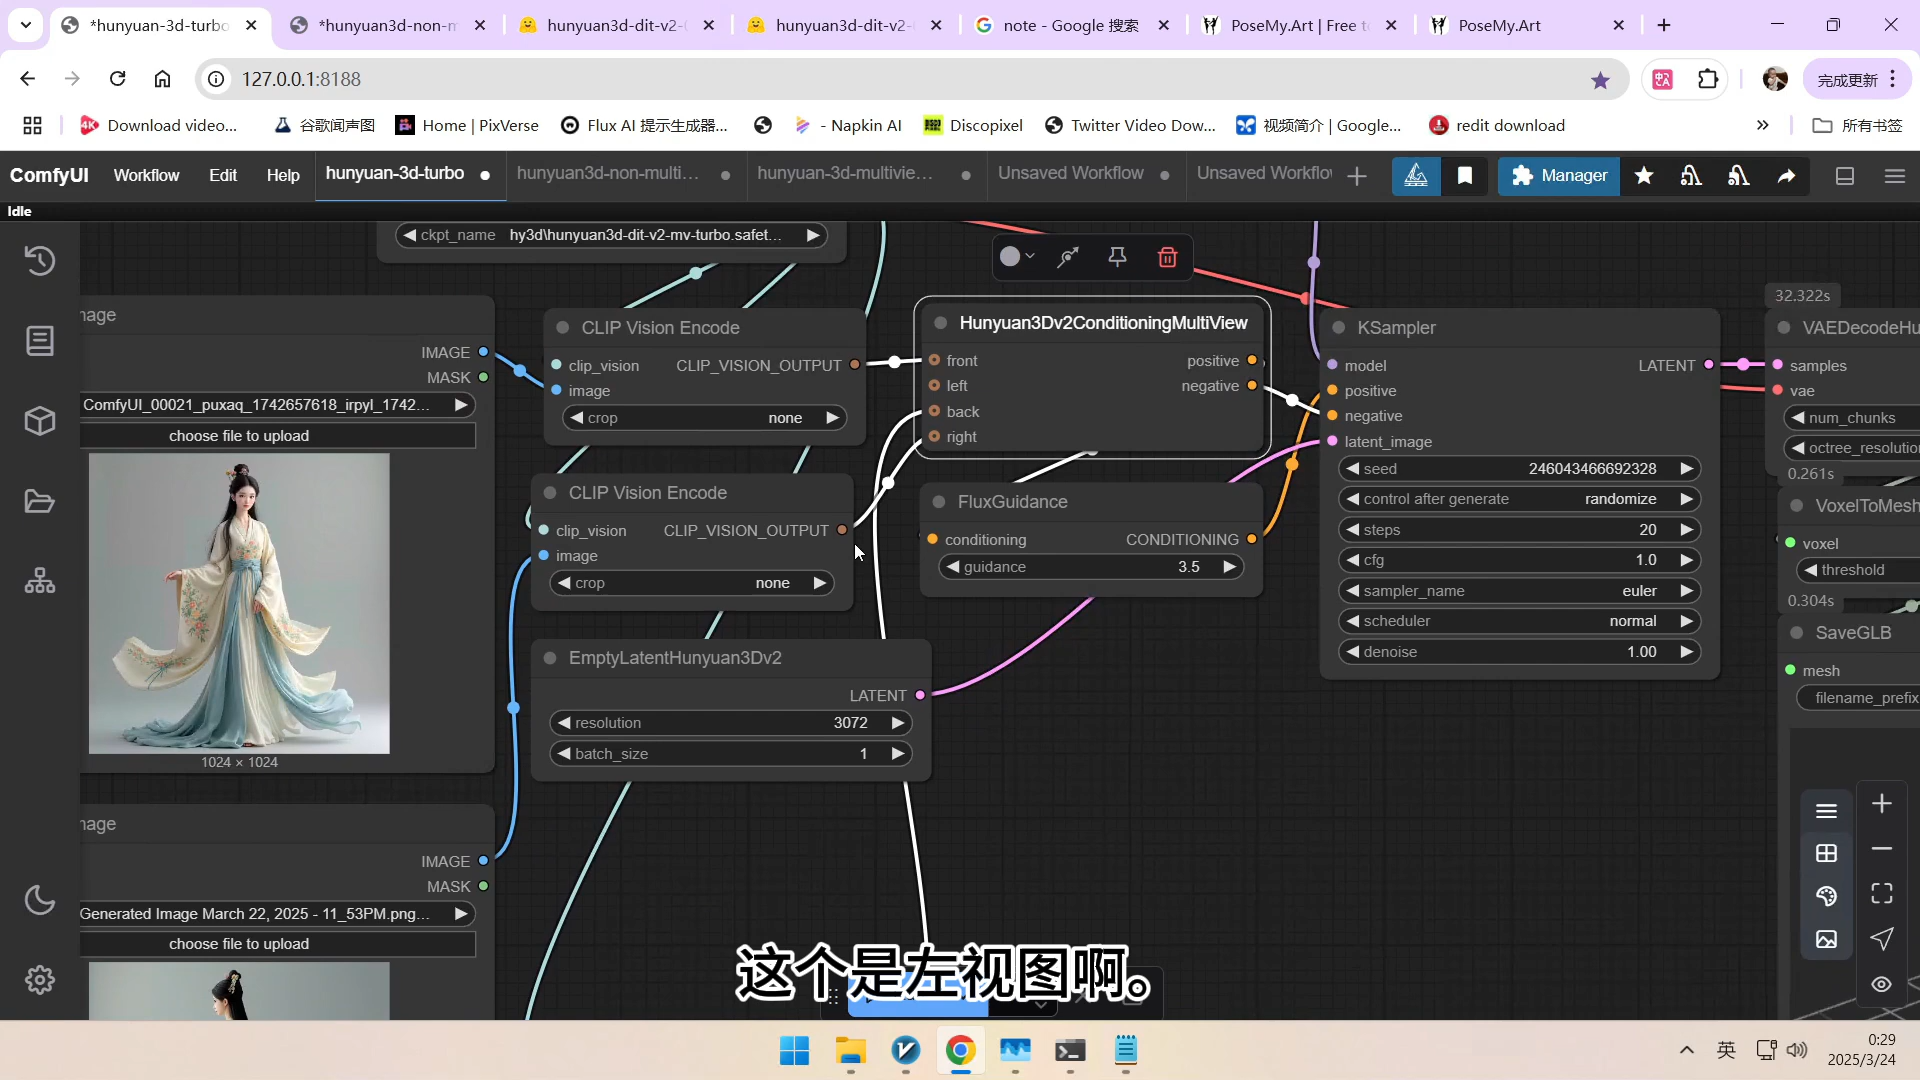 *hunyuan-3d-turbo
*hunyuan3d-non-m
hunyuan3d-dit-v2-
hunyuan3d-dit-v2-
note - Google 搜索
PoseMy.Art | Free t
PoseMy.Art
127.0.0.1:8188
完成更新
Download video...
谷歌闻声图
Home | PixVerse
Flux AI 提示生成器...
- Napkin AI
Discopixel
Twitter Video Dow...
视频简介 | Google...
redit download
所有书签
ComfyUI
Workflow
Edit
Help
hunyuan-3d-turbo
hunyuan3d-non-multi...
hunyuan-3d-multivie...
Unsaved Workflow
Unsaved Workflo
Manager
Idle
ckpt_name hy3d\hunyuan3d-dit-v2-mv-turbo.safet...
mage
IMAGE
MASK
ComfyUI_00021_puxaq_1742657618_irpyl_1742...
choose file to upload
1024 × 1024
mage
IMAGE
MASK
Generated Image March 22, 2025 - 11_53PM.png...
choose file to upload
CLIP Vision Encode
clip_vision CLIP_VISION_OUTPUT
image
crop none
CLIP Vision Encode
clip_vision CLIP_VISION_OUTPUT
image
crop none
EmptyLatentHunyuan3Dv2
LATENT
resolution 3072
batch_size 1
Hunyuan3Dv2ConditioningMultiView
front positive
left negative
back
right
FluxGuidance
conditioning CONDITIONING
guidance 3.5
KSampler
model LATENT
positive
negative
latent_image
seed 246043466692328
control after generate randomize
steps 20
cfg 1.0
sampler_name euler
scheduler normal
denoise 1.00
32.322s
VAEDecodeHu
samples
vae
num_chunks
octree_resolution
0.261s
VoxelToMesh
voxel
threshold
0.304s
SaveGLB
mesh
filename_prefix
这个是左视图啊。
英
0:29
2025/3/24